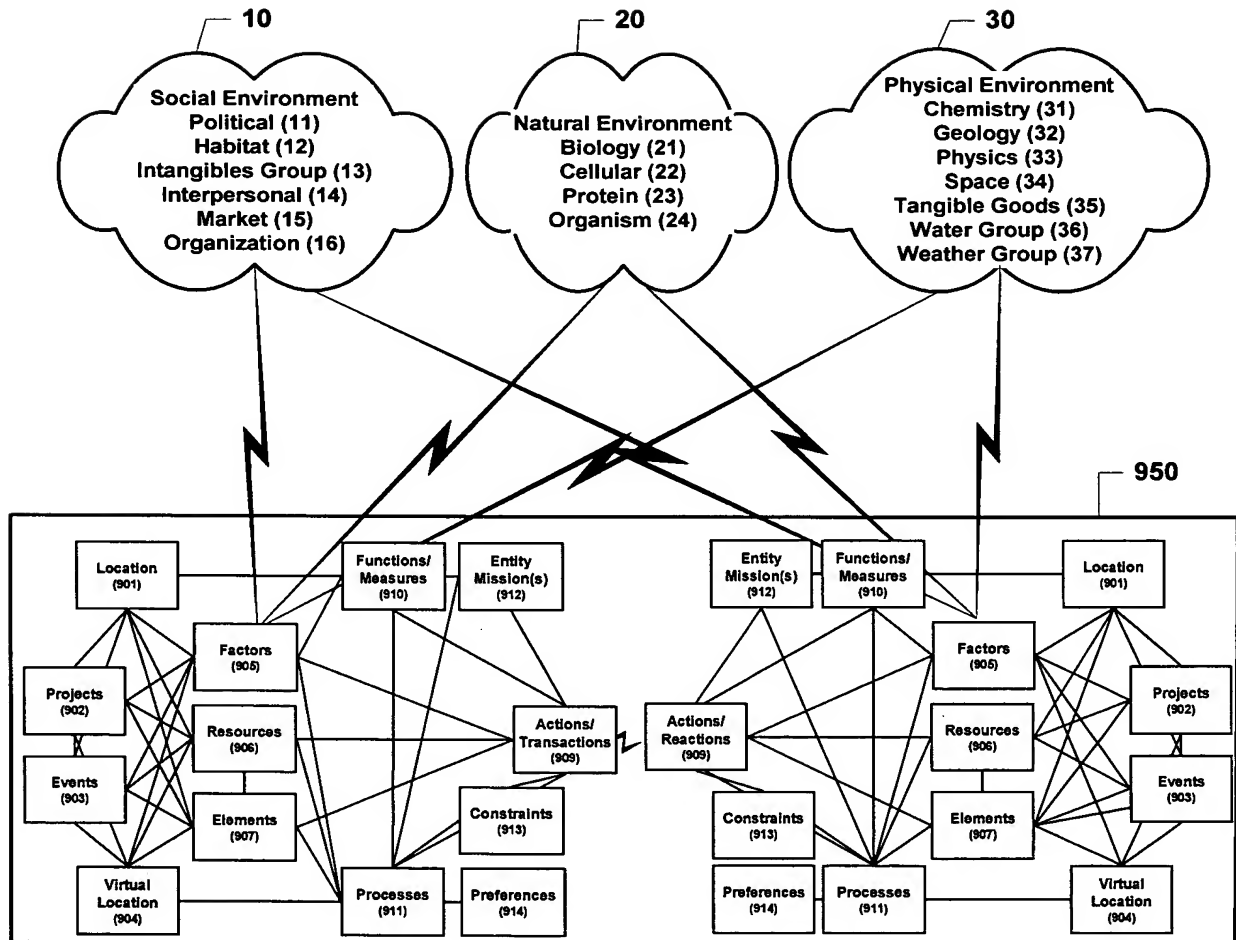 10
20
30
Social Environment
Political (11)
Habitat (12)
Intangibles Group (13)
Interpersonal (14)
Market (15)
Organization (16)
Natural Environment
Biology (21)
Cellular (22)
Protein (23)
Organism (24)
Physical Environment
Chemistry (31)
Geology (32)
Physics (33)
Space (34)
Tangible Goods (35)
Water Group (36)
Weather Group (37)
950
Location
(901)
Functions/
Measures
(910)
Entity
Mission(s)
(912)
Factors
(905)
Projects
(902)
Resources
(906)
Actions/
Transactions
(909)
Events
(903)
Elements
(907)
Constraints
(913)
Virtual
Location
(904)
Processes
(911)
Preferences
(914)
Entity
Mission(s)
(912)
Functions/
Measures
(910)
Location
(901)
Factors
(905)
Projects
(902)
Actions/
Reactions
(909)
Resources
(906)
Events
(903)
Constraints
(913)
Elements
(907)
Preferences
(914)
Processes
(911)
Virtual
Location
(904)